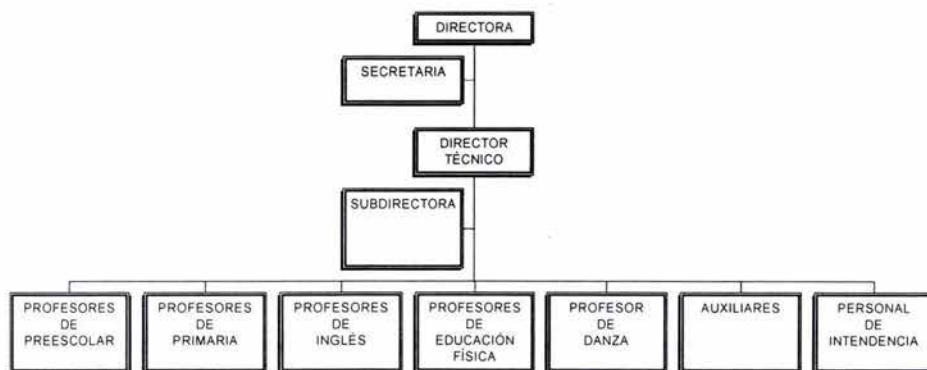 DIRECTORA
SECRETARIA
DIRECTOR
TÉCNICO
SUBDIRECTORA
PROFESORES
DE
PREESCOLAR
PROFESORES
DE
PRIMARIA
PROFESORES
DE
INGLÉS
PROFESORES
DE
EDUCACIÓN
FÍSICA
PROFESOR
DE
DANZA
AUXILIARES
PERSONAL
DE
INTENDENCIA